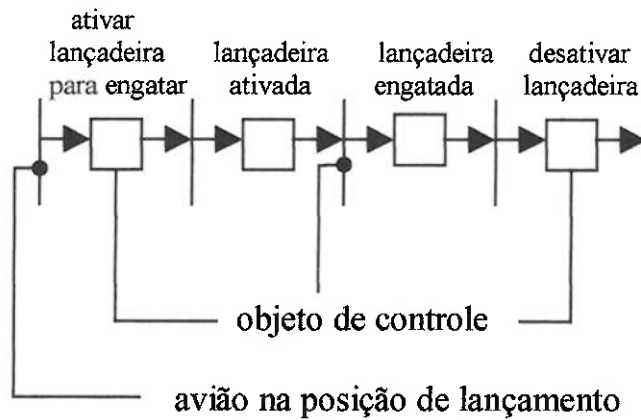 ativar
lançadeira
para engatar
lançadeira
ativada
lançadeira
engatada
desativar
lançadeira
objeto de controle
avião na posição de lançamento